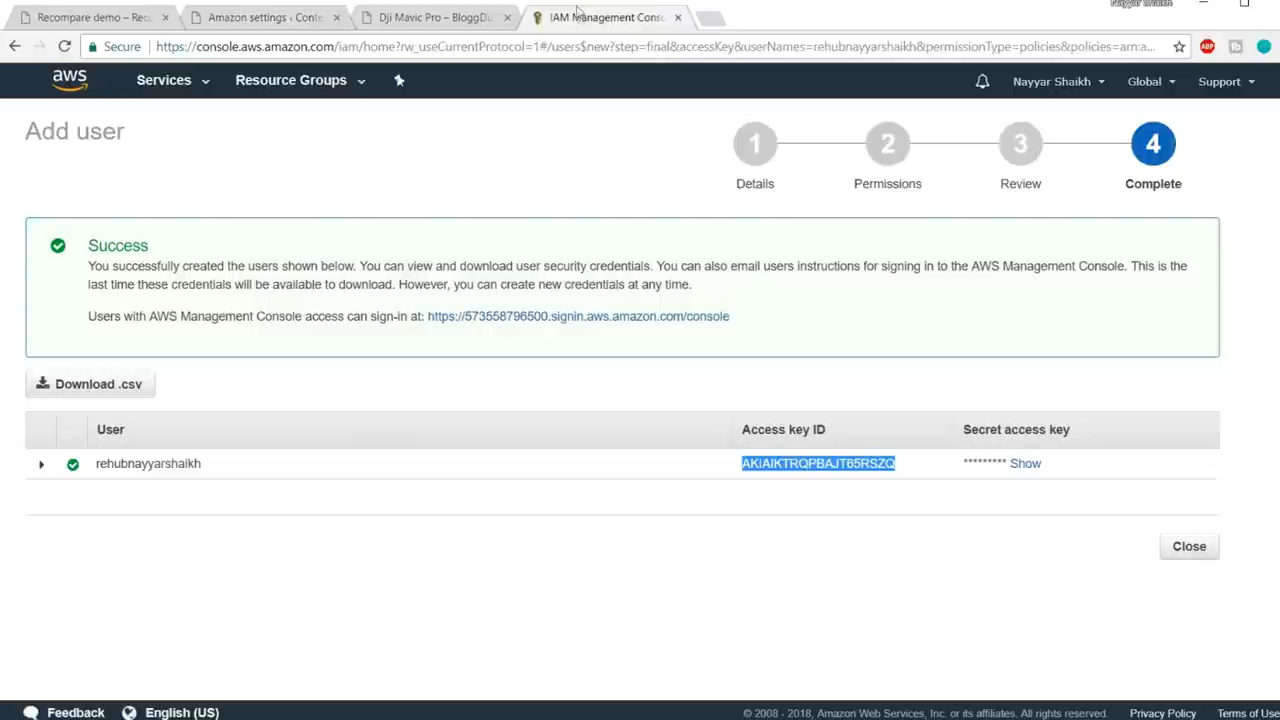 Recompare demo – Recu
Amazon settings ‹ Conte
Dji Mavic Pro – BloggDu
IAM Management Conso
Nayyar Shaikh
Secure
https://console.aws.amazon.com/iam/home?rw_useCurrentProtocol=1#/users$new?step=final&accessKey&userNames=rehubnayyarshaikh&permissionType=policies&policies=arn:a...
ABP
aws
Services
Resource Groups
Nayyar Shaikh
Global
Support
Add user
1
2
3
4
Details
Permissions
Review
Complete
Success
You successfully created the users shown below. You can view and download user security credentials. You can also email users instructions for signing in to the AWS Management Console. This is the
last time these credentials will be available to download. However, you can create new credentials at any time.
Users with AWS Management Console access can sign-in at: https://573558796500.signin.aws.amazon.com/console
Download .csv
User
Access key ID
Secret access key
rehubnayyarshaikh
AKIAIKTRQPBAJT65RSZQ
********* Show
Close
Feedback
English (US)
© 2008 - 2018, Amazon Web Services, Inc. or its affiliates. All rights reserved.
Privacy Policy
Terms of Use